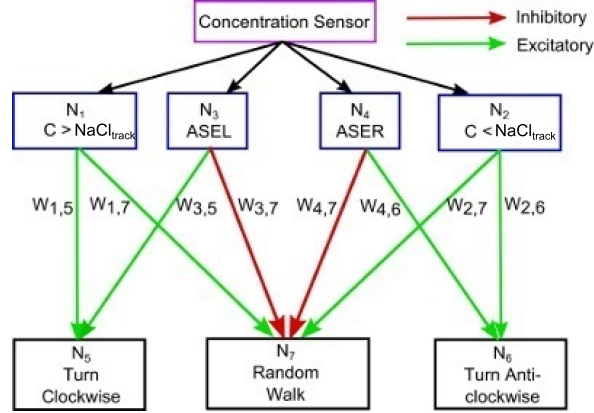 Concentration Sensor
Inhibitory
Excitatory
N1
C > NaCltrack
N3
ASEL
N4
ASER
N2
C < NaCltrack
W1,5
W1,7
W3,5
W3,7
W4,7
W4,6
W2,7
W2,6
N5
Turn
Clockwise
N7
Random
Walk
N6
Turn Anti-
clockwise